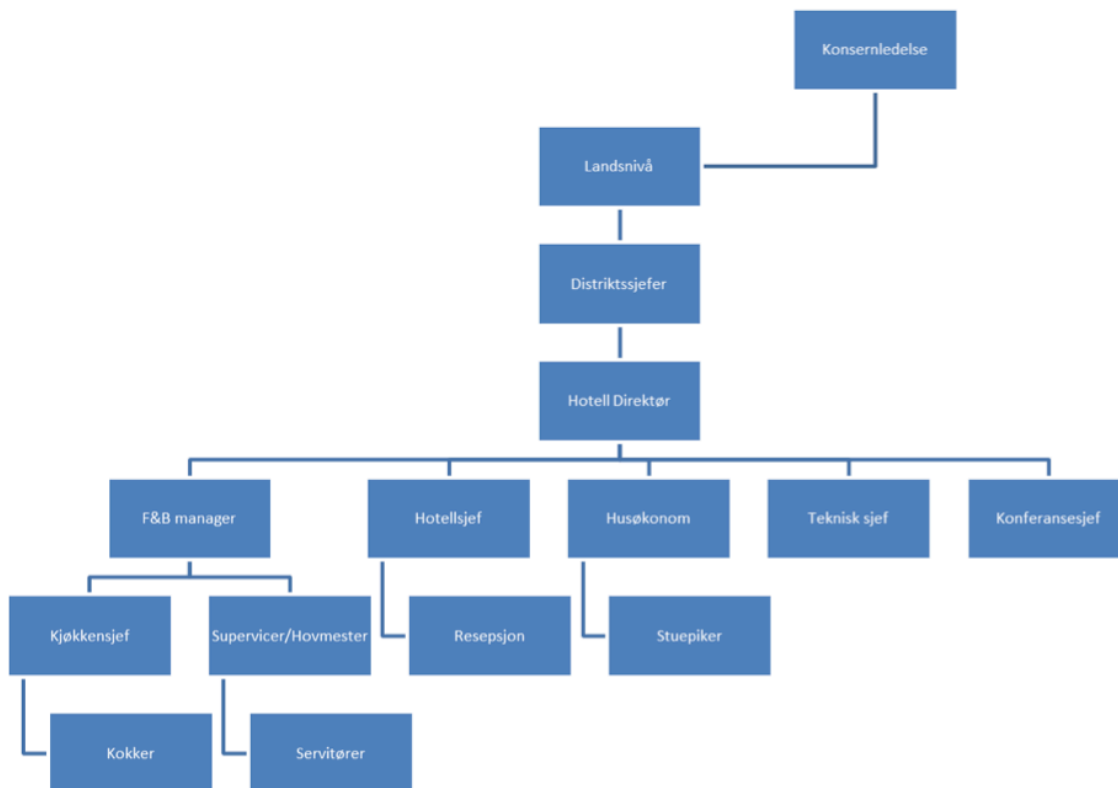 Konsernledelse
Landsnivå
Distriktssjefer
Hotell Direktør
F&B manager
Hotellsjef
Husøkonom
Teknisk sjef
Konferansesjef
Kjøkkensjef
Supervicer/Hovmester
Resepsjon
Stuepiker
Kokker
Servitører